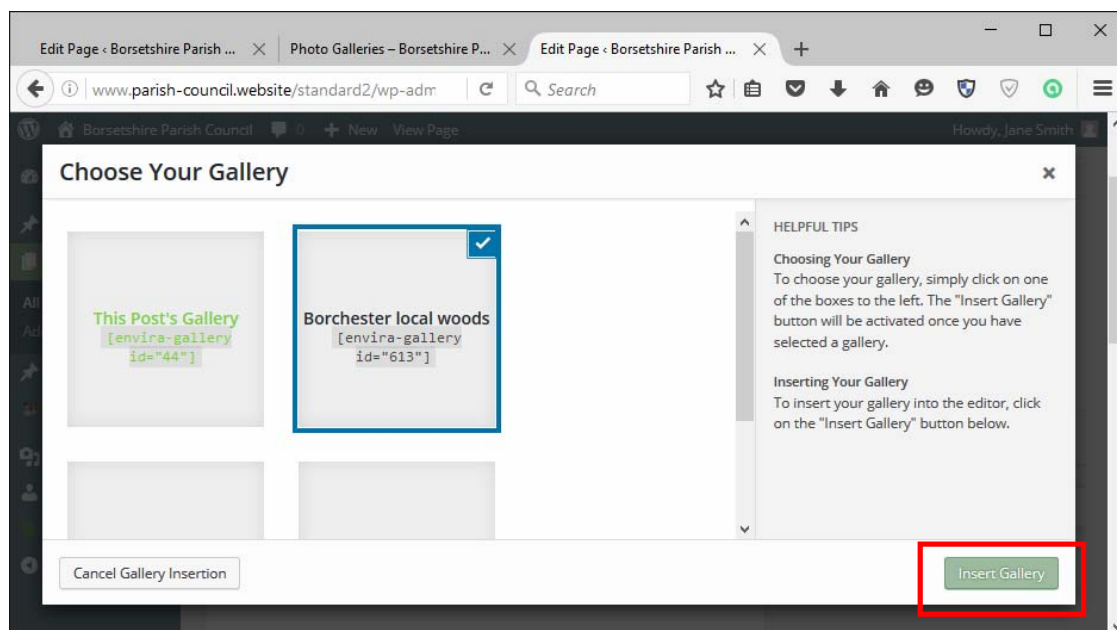 Edit Page ‹ Borsetshire Parish ...
Photo Galleries – Borsetshire P...
Edit Page ‹ Borsetshire Parish ...
www.parish-council.website/standard2/wp-adm
Search
Borsetshire Parish Council 0 + New View Page
Howdy, Jane Smith
Choose Your Gallery
This Post's Gallery
[envira-gallery
id="44"]
Borchester local woods
[envira-gallery
id="613"]
HELPFUL TIPS
Choosing Your Gallery
To choose your gallery, simply click on one
of the boxes to the left. The "Insert Gallery"
button will be activated once you have
selected a gallery.
Inserting Your Gallery
To insert your gallery into the editor, click
on the "Insert Gallery" button below.
All
Cancel Gallery Insertion
Insert Gallery